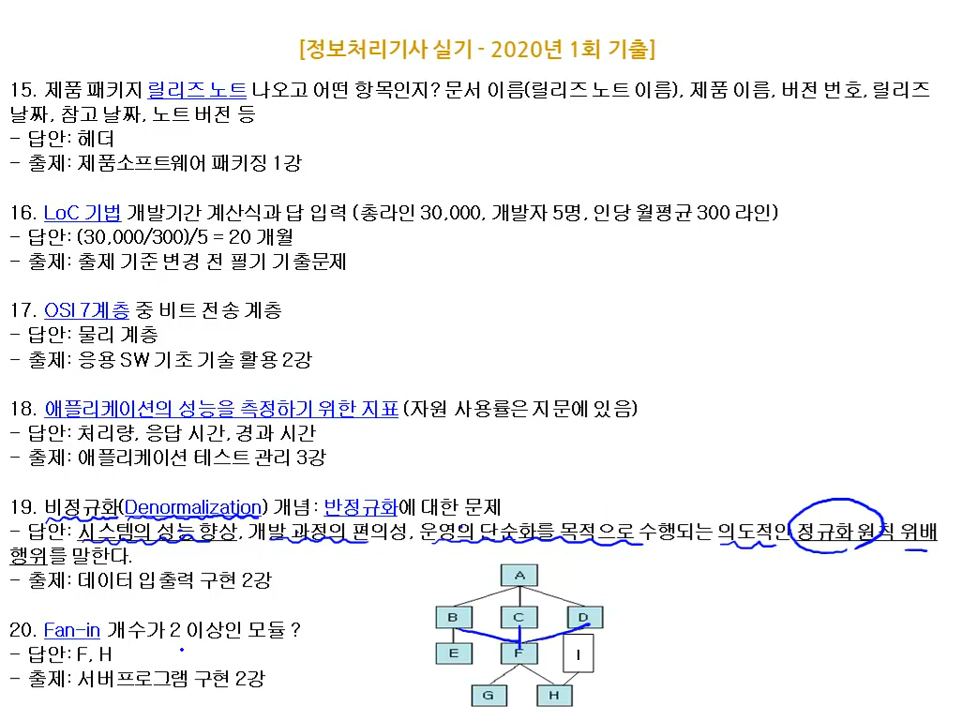 [정보처리기사 실기 - 2020년 1회 기출]
15. 제품 패키지 릴리즈 노트 나오고 어떤 항목인지? 문서 이름(릴리즈 노트 이름), 제품 이름, 버전 번호, 릴리즈
날짜, 참고 날짜, 노트 버전 등
- 답안: 헤더
- 출제: 제품소프트웨어 패키징 1강
16. LoC 기법 개발기간 계산식과 답 입력 (총라인 30,000, 개발자 5명, 인당 월평균 300 라인)
- 답안: (30,000/300)/5 = 20 개월
- 출제: 출제 기준 변경 전 필기 기출문제
17. OSI 7계층 중 비트 전송 계층
- 답안: 물리 계층
- 출제: 응용 SW 기초 기술 활용 2강
18. 애플리케이션의 성능을 측정하기 위한 지표 (자원 사용률은 지문에 있음)
- 답안: 처리량, 응답 시간, 경과 시간
- 출제: 애플리케이션 테스트 관리 3강
19. 비정규화(Denormalization) 개념: 반정규화에 대한 문제
- 답안: 시스템의 성능 향상, 개발 과정의 편의성, 운영의 단순화를 목적으로 수행되는 의도적인 정규화 원칙 위배
행위를 말한다.
- 출제: 데이터 입출력 구현 2강
20. Fan-in 개수가 2 이상인 모듈 ?
- 답안: F, H
- 출제: 서버프로그램 구현 2강
A
B C D
E F I
G H